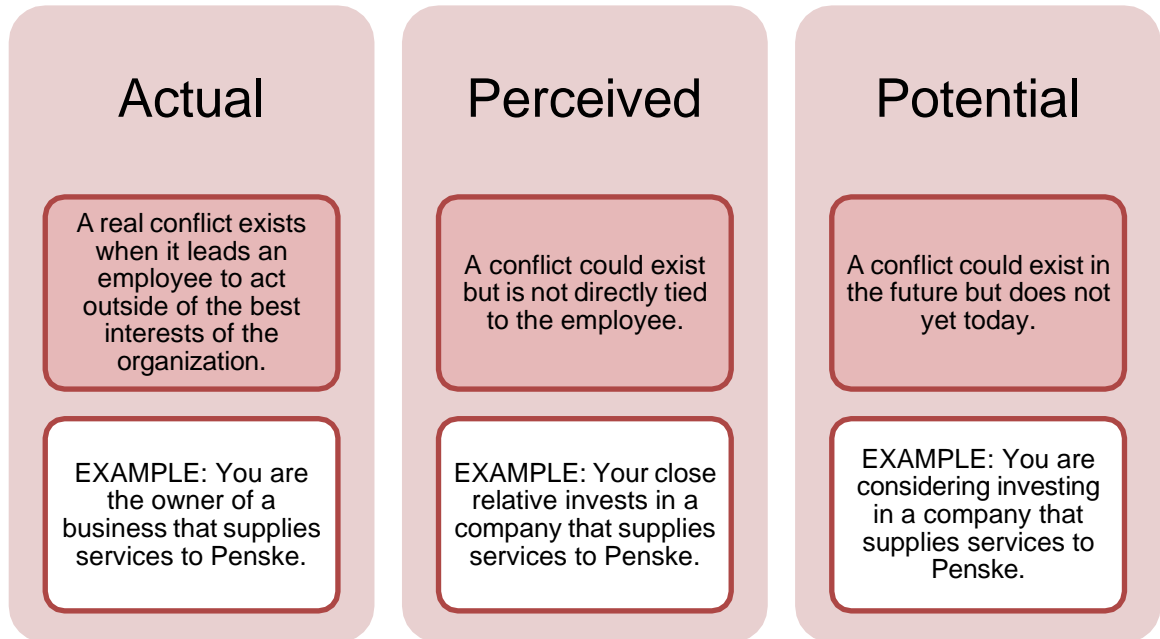 Actual
A real conflict exists
when it leads an
employee to act
outside of the best
interests of the
organization.
EXAMPLE: You are
the owner of a
business that supplies
services to Penske.
Perceived
A conflict could exist
but is not directly tied
to the employee.
EXAMPLE: Your close
relative invests in a
company that supplies
services to Penske.
Potential
A conflict could exist in
the future but does not
yet today.
EXAMPLE: You are
considering investing
in a company that
supplies services to
Penske.